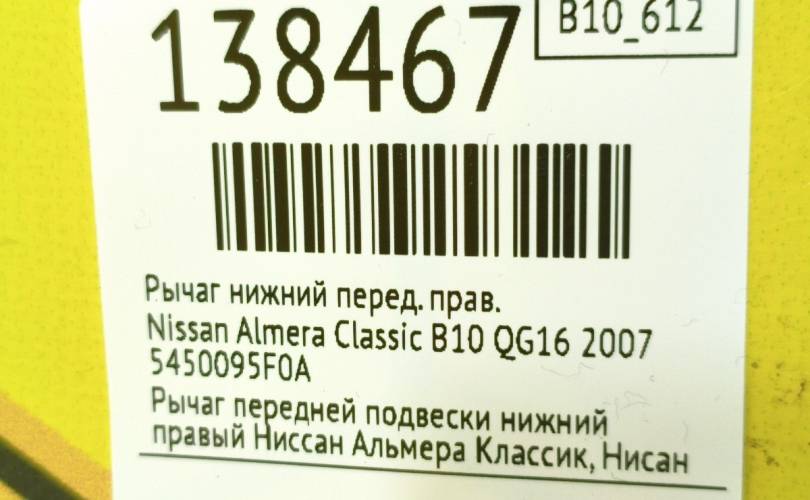 138467
B10_612
Рычаг нижний перед. прав.
Nissan Almera Classic B10 QG16 2007
5450095F0A
Рычаг передней подвески нижний
правый Ниссан Альмера Классик, Нисан